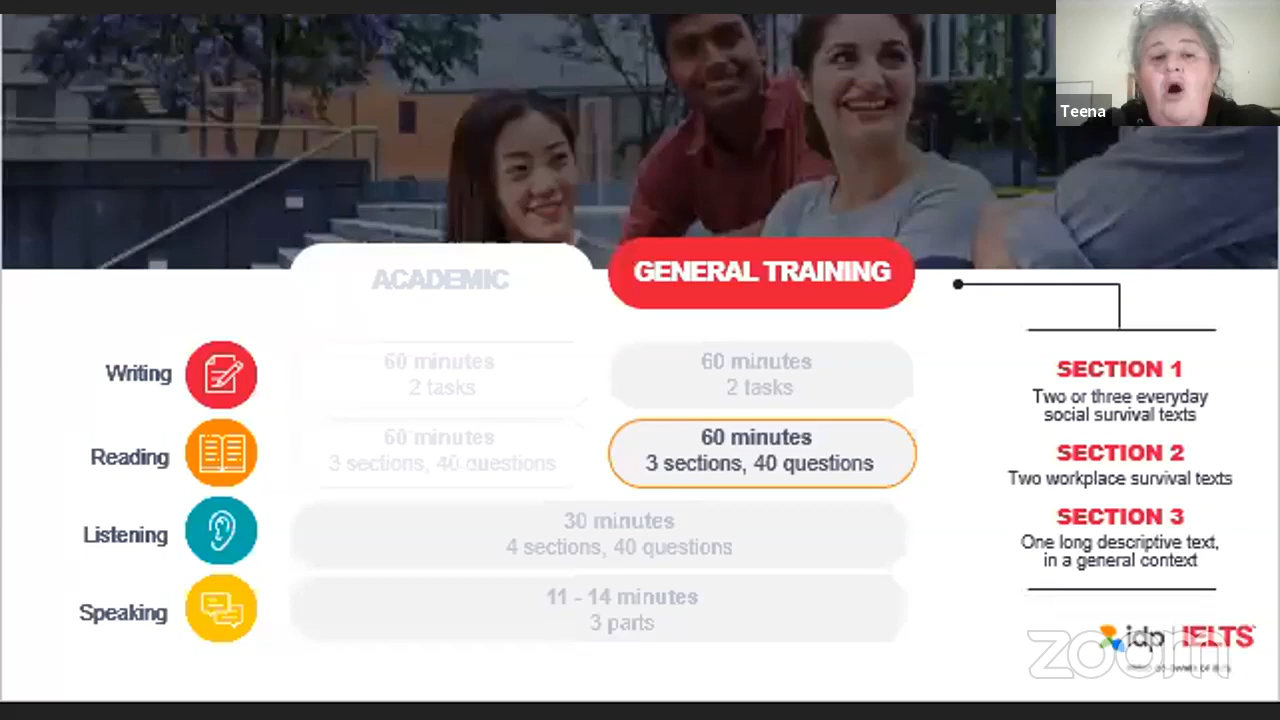 Teena
ACADEMIC
GENERAL TRAINING
Writing
60 minutes
2 tasks
60 minutes
2 tasks
Reading
60 minutes
3 sections, 40 questions
60 minutes
3 sections, 40 questions
Listening
30 minutes
4 sections, 40 questions
Speaking
11 - 14 minutes
3 parts
SECTION 1
Two or three everyday
social survival texts
SECTION 2
Two workplace survival texts
SECTION 3
One long descriptive text,
in a general context
idp IELTS
zoom